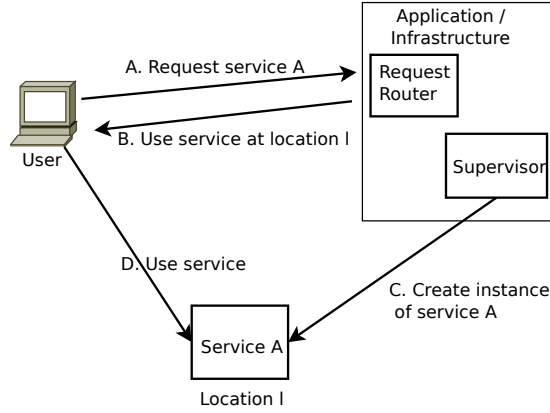 Application /
Infrastructure
A. Request service A
Request
Router
B. Use service at location l
User
Supervisor
D. Use service
C. Create instance
of service A
Service A
Location l